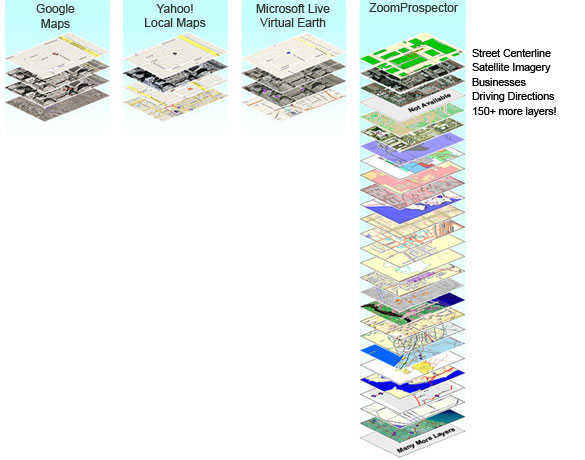 Google
Maps
Yahoo!
Local Maps
Microsoft Live
Virtual Earth
ZoomProspector
Street Centerline
Satellite Imagery
Businesses
Driving Directions
150+ more layers!
Not Available
Many More Layers